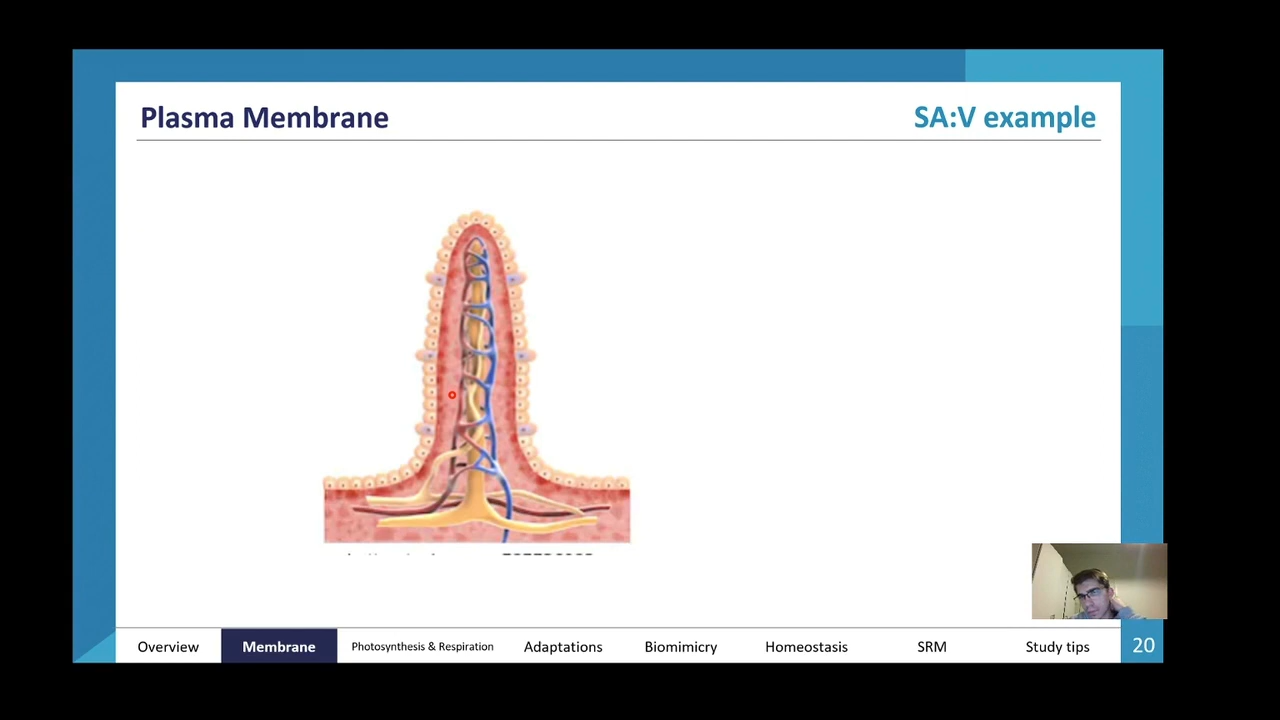 Plasma Membrane
SA:V example
Overview
Membrane
Photosynthesis & Respiration
Adaptations
Biomimicry
Homeostasis
SRM
Study tips
20